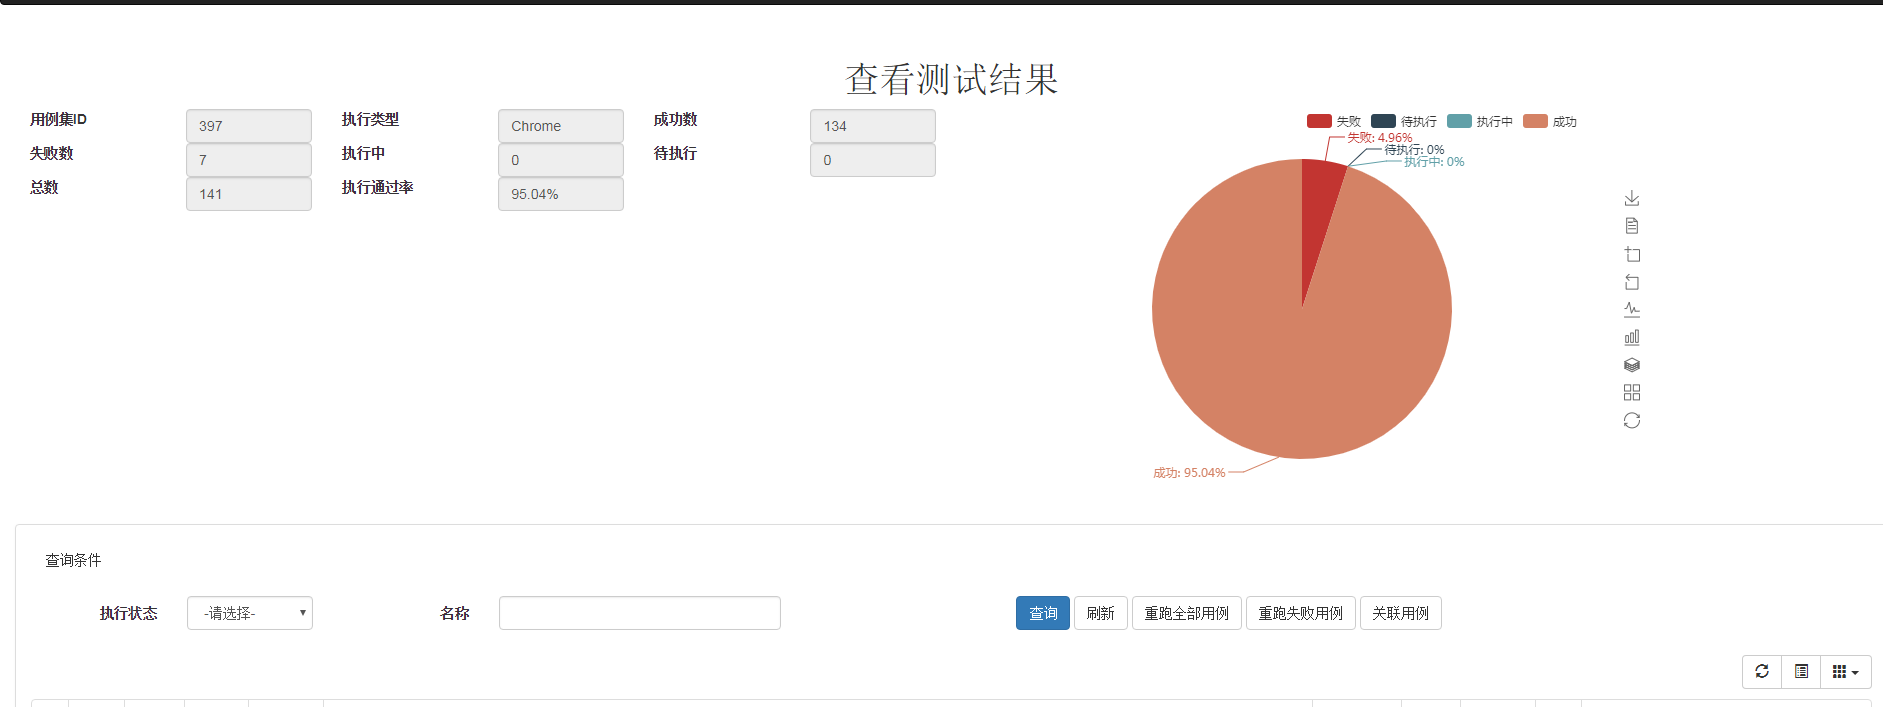 查看测试结果
用例集ID 397 执行类型 Chrome 成功数 134
失败数 7 执行中 0 待执行 0
总数 141 执行通过率 95.04%
失败 待执行 执行中 成功
失败: 4.96%
待执行: 0%
执行中: 0%
成功: 95.04%
查询条件
执行状态 -请选择- 名称 查询 刷新 重跑全部用例 重跑失败用例 关联用例